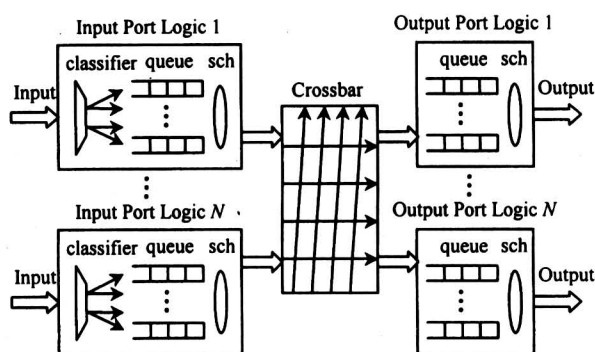 Input Port Logic 1
classifier queue sch
Input
Crossbar
Output Port Logic 1
queue sch
Output
Input Port Logic N
classifier queue sch
Input
Output Port Logic N
queue sch
Output